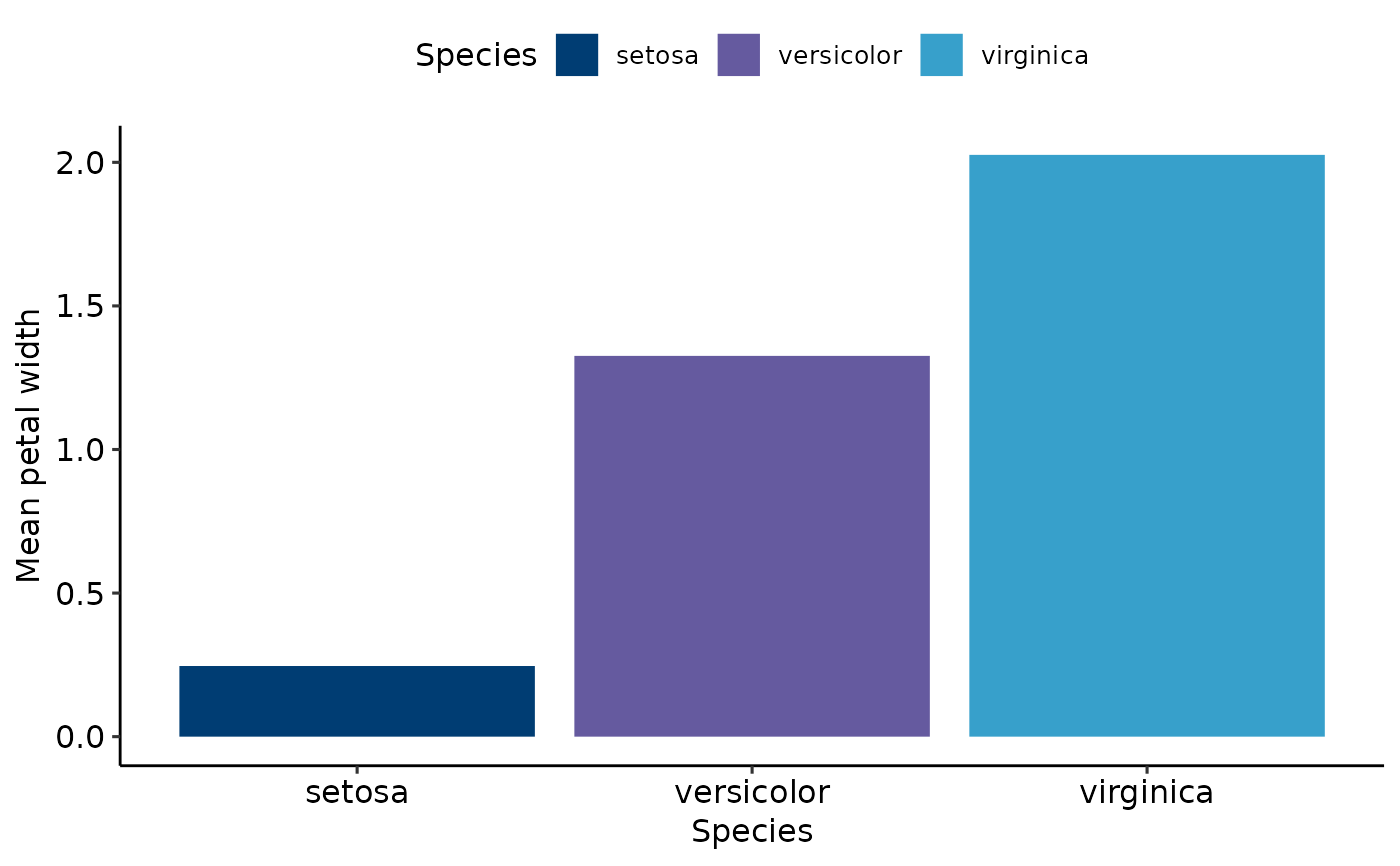 Species setosa versicolor virginica
2.0
1.5
1.0
0.5
0.0
Mean petal width
setosa versicolor virginica
Species